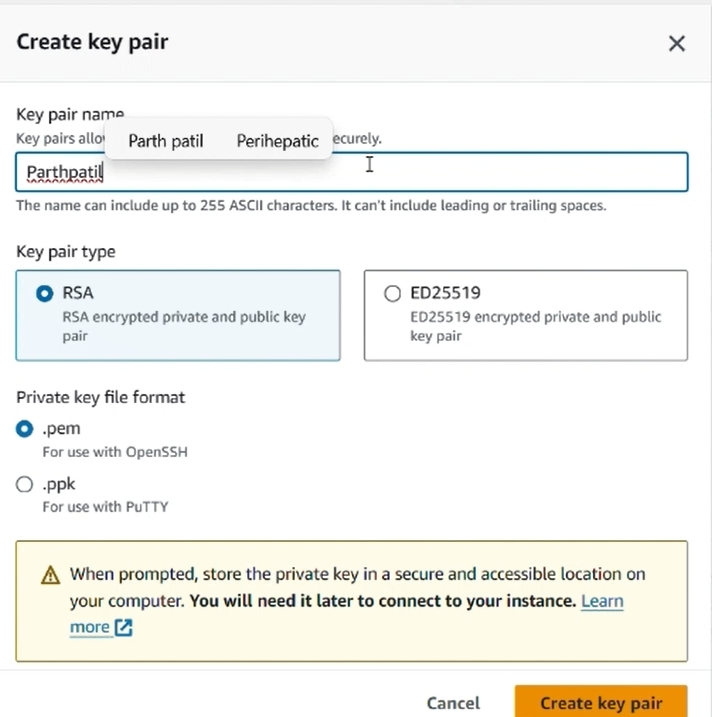 Create key pair
Key pair name
Key pairs allo
ecurely.
Parth patil Perihepatic
Parthpatil
The name can include up to 255 ASCII characters. It can't include leading or trailing spaces.
Key pair type
RSA
RSA encrypted private and public key
pair
ED25519
ED25519 encrypted private and public
key pair
Private key file format
.pem
For use with OpenSSH
.ppk
For use with PuTTY
When prompted, store the private key in a secure and accessible location on
your computer. You will need it later to connect to your instance. Learn
more
Cancel
Create key pair